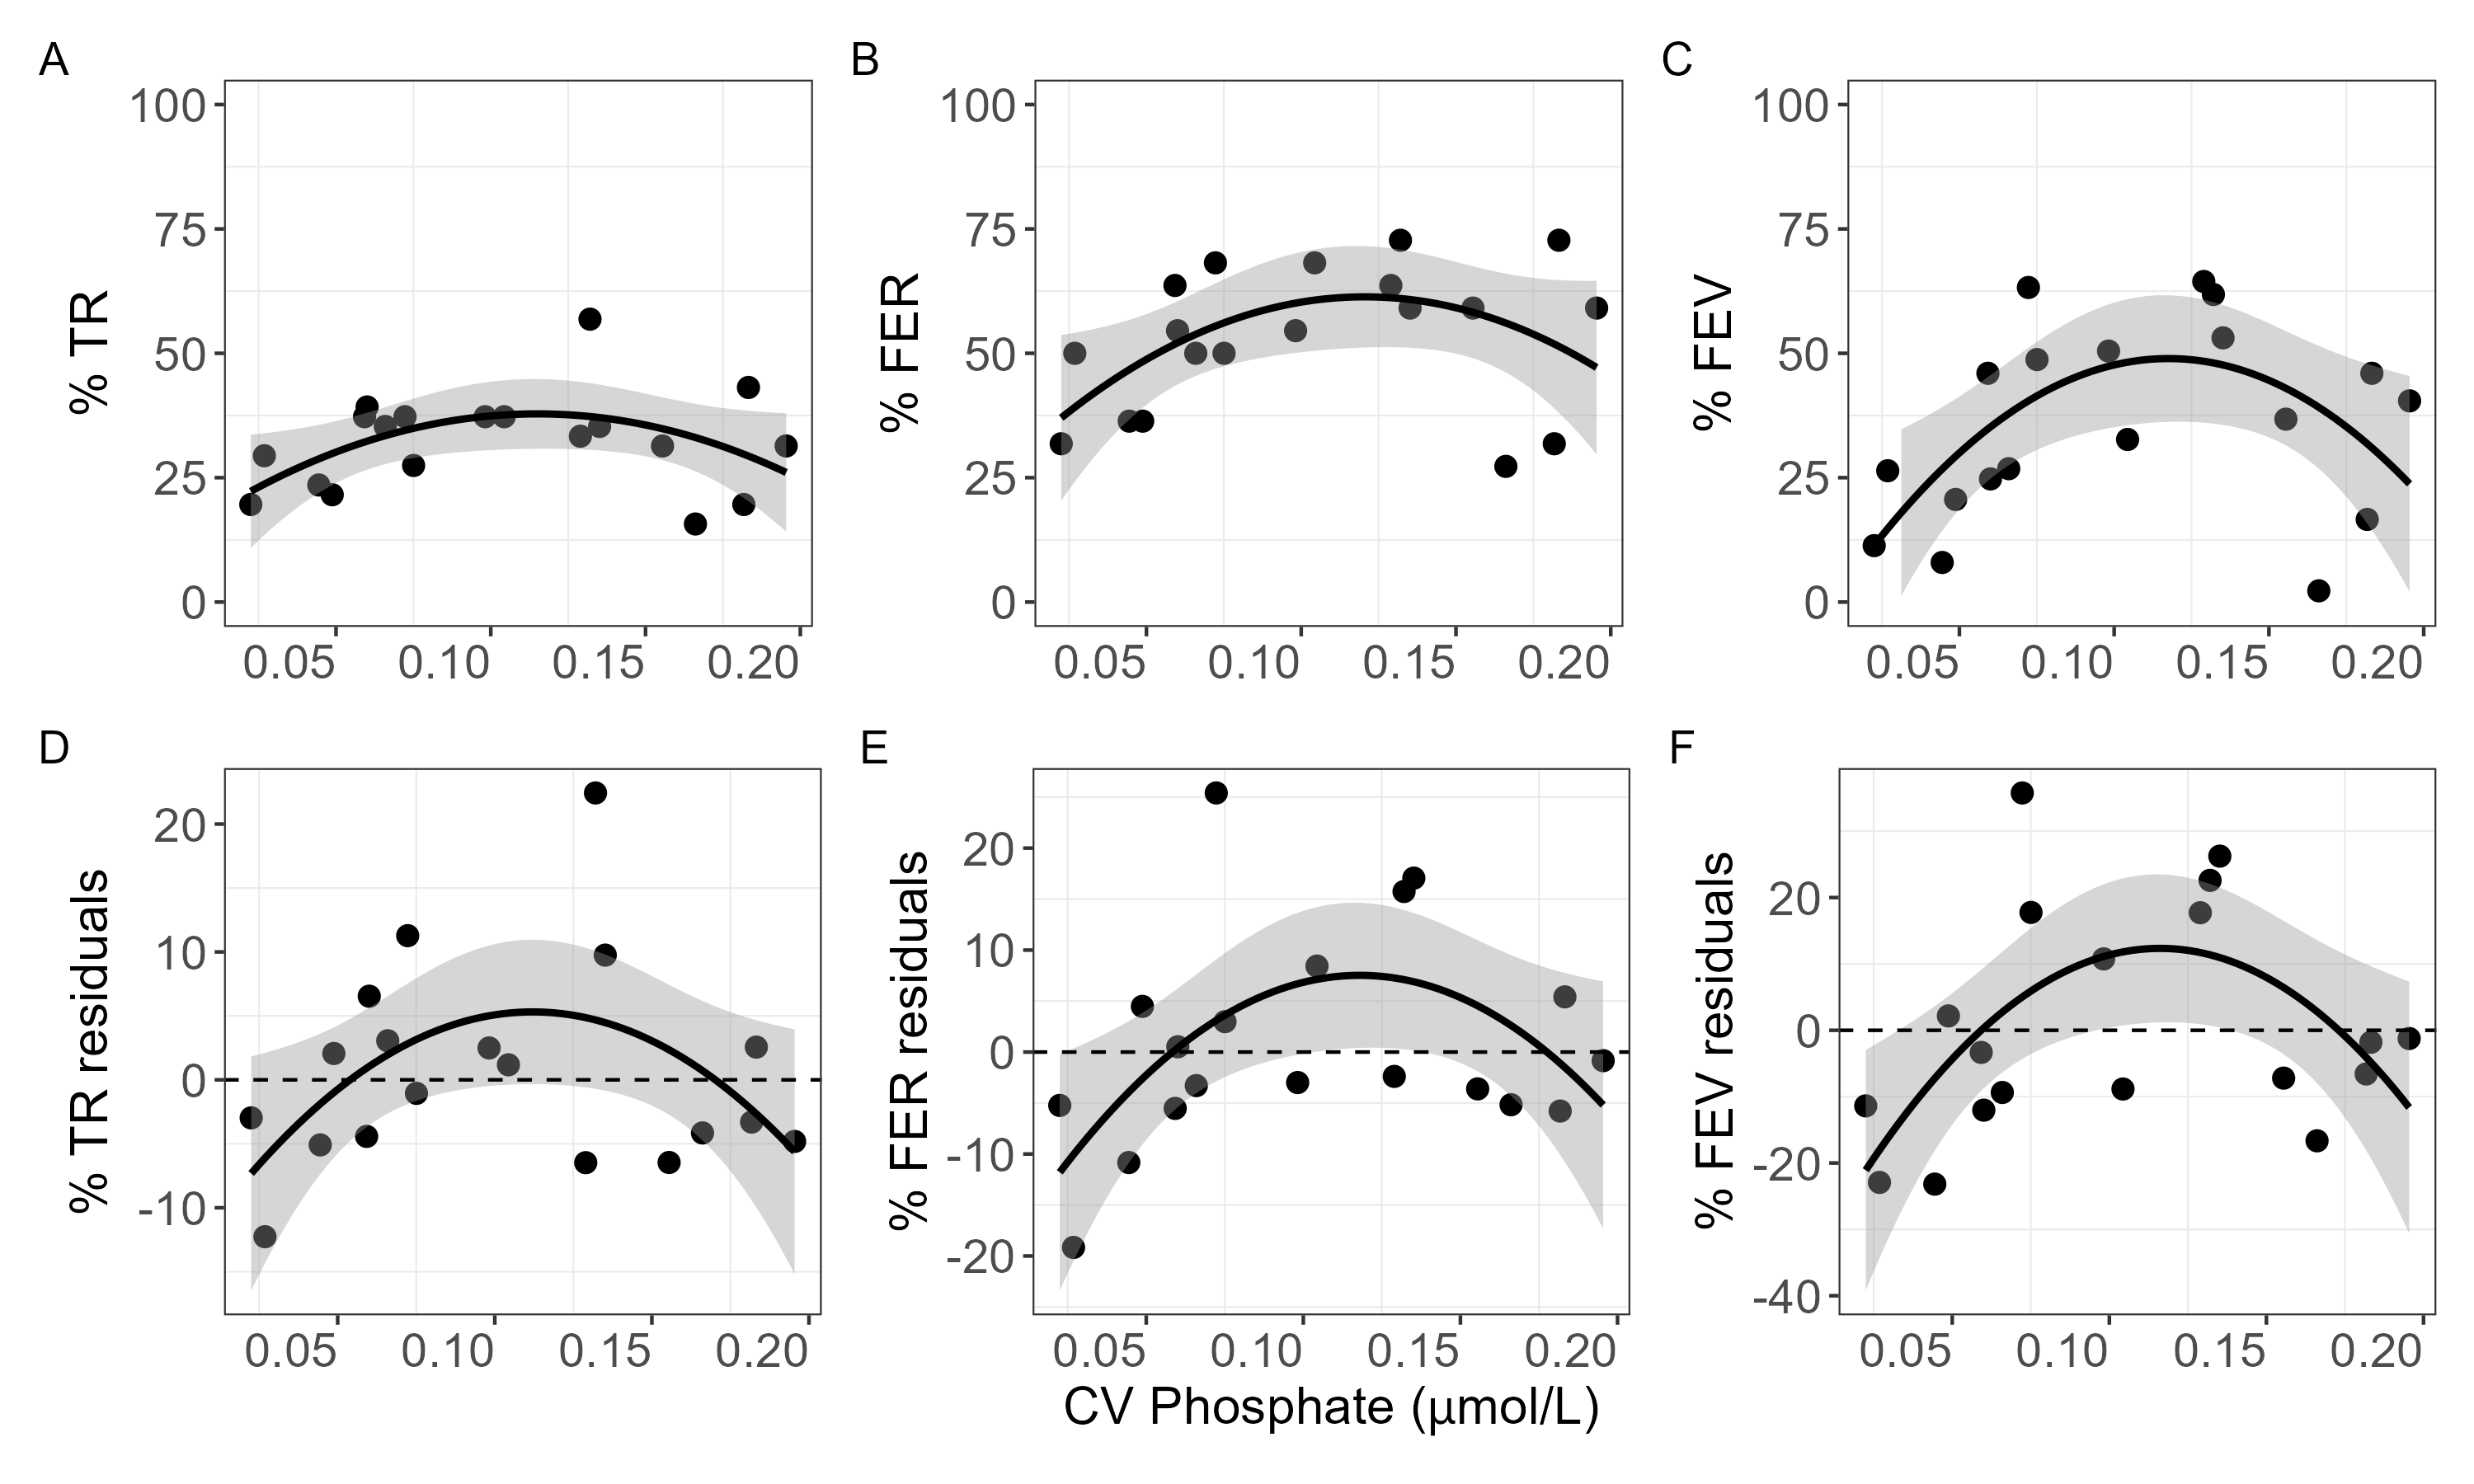 A B C
100 100 100
75 75 75
50 50 50
25 25 25
0 0 0
% TR % FER % FEV
0.05 0.10 0.15 0.20 0.05 0.10 0.15 0.20 0.05 0.10 0.15 0.20
D E F
20 20 20
10 10 0
0 0 -20
-10 -10 -40
-20
% TR residuals % FER residuals % FEV residuals
0.05 0.10 0.15 0.20 0.05 0.10 0.15 0.20 0.05 0.10 0.15 0.20
CV Phosphate (μmol/L)